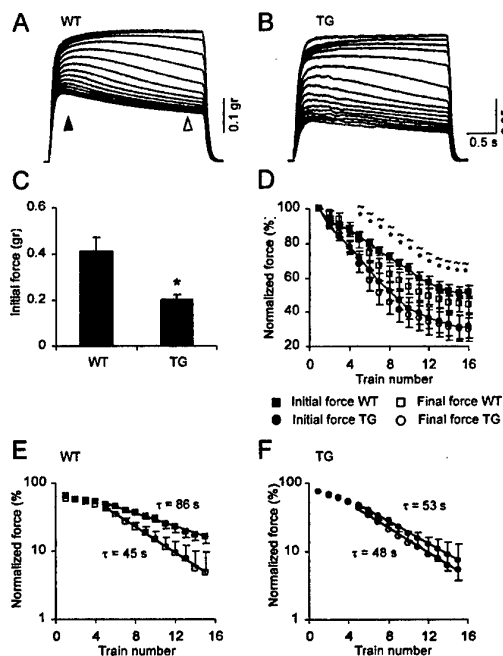 A WT
B TG
0.1 gr
0.5 s
C
Initial force (gr)
0.6
0.4
0.2
0
*
WT TG
D
Normalized force (%)
100
80
60
40
20
0 4 8 12 16
Train number
Initial force WT Final force WT
Initial force TG Final force TG
E WT
Normalized force (%)
100
10
1
τ = 86 s
τ = 45 s
0 4 8 12 16
Train number
F TG
Normalized force (%)
100
10
1
τ = 53 s
τ = 48 s
0 4 8 12 16
Train number